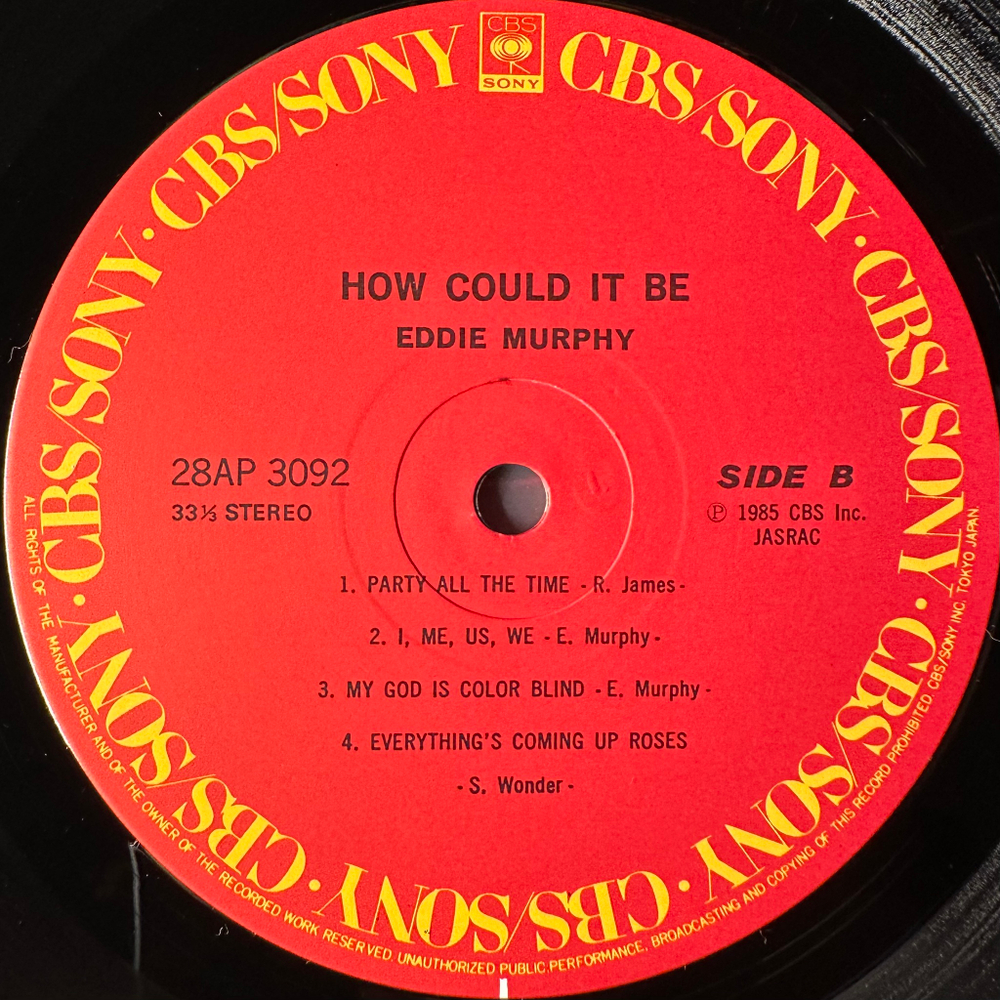 CBS
SONY
CBS/SONY · CBS/SONY · CBS/SONY · CBS/SONY · CBS/SONY · CBS/SONY · CBS/SONY · CBS/SONY
HOW COULD IT BE
EDDIE MURPHY
28AP 3092
33⅓ STEREO
SIDE B
Ⓟ 1985 CBS Inc.
JASRAC
1. PARTY ALL THE TIME - R. James -
2. I, ME, US, WE - E. Murphy -
3. MY GOD IS COLOR BLIND - E. Murphy -
4. EVERYTHING'S COMING UP ROSES
- S. Wonder -
ALL RIGHTS OF THE MANUFACTURER AND OF THE OWNER OF THE RECORDED WORK RESERVED. UNAUTHORIZED PUBLIC PERFORMANCE, BROADCASTING AND COPYING OF THIS RECORD PROHIBITED. CBS/SONY INC. TOKYO JAPAN